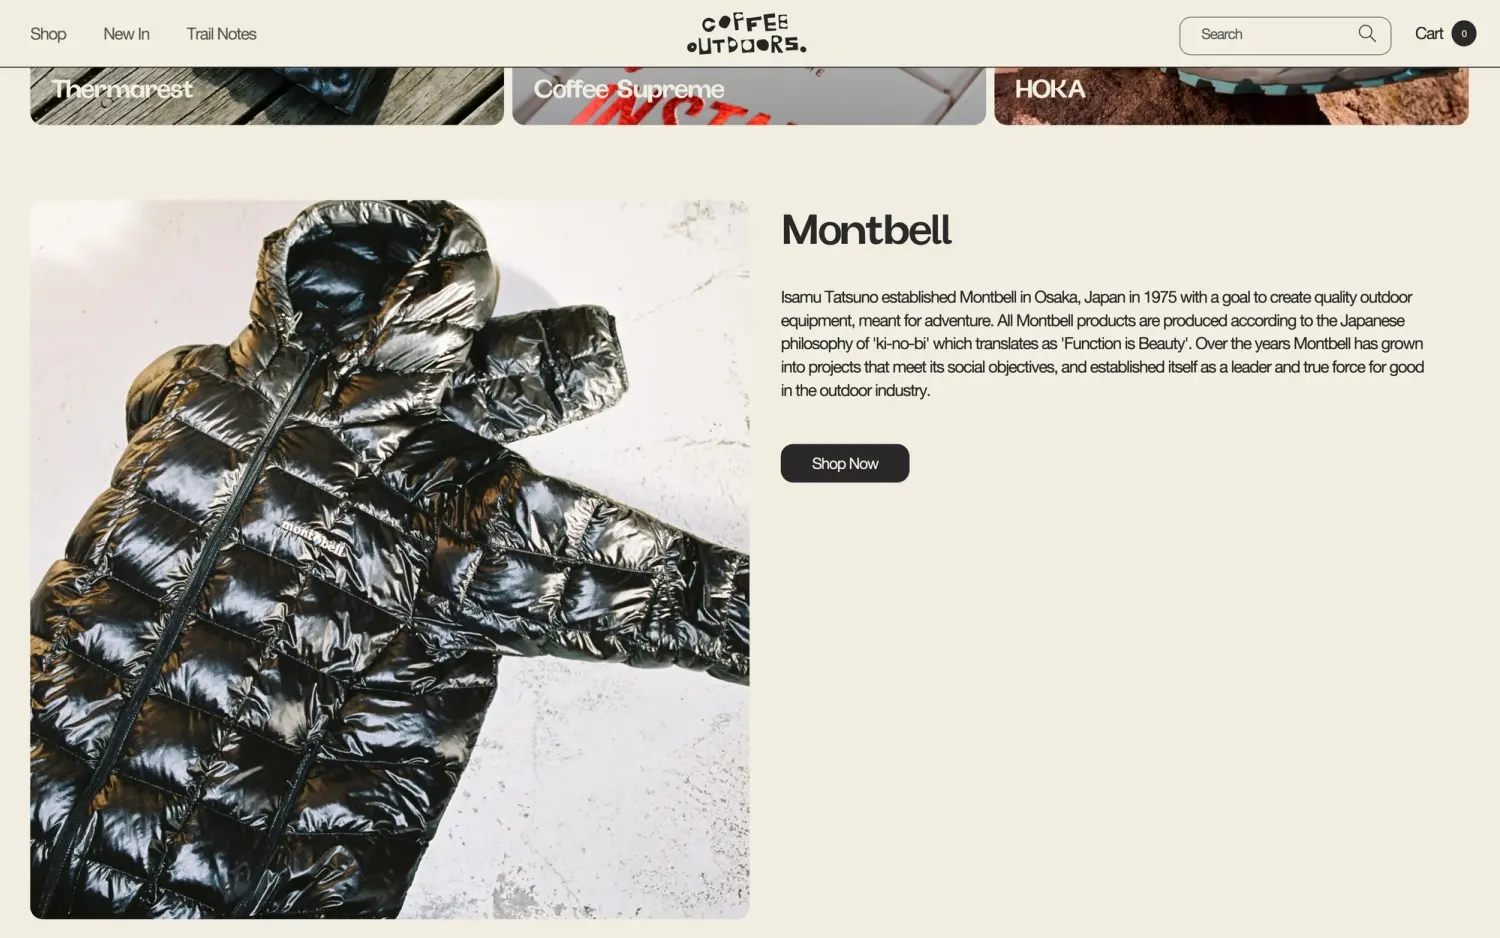 Shop
New In
Trail Notes
COFFEE
OUTDOORS.
Search
Cart
0
Thermarest
Coffee Supreme
HOKA
INSTA
Montbell
Isamu Tatsuno established Montbell in Osaka, Japan in 1975 with a goal to create quality outdoor
equipment, meant for adventure. All Montbell products are produced according to the Japanese
philosophy of 'ki-no-bi' which translates as 'Function is Beauty'. Over the years Montbell has grown
into projects that meet its social objectives, and established itself as a leader and true force for good
in the outdoor industry.
Shop Now
mont-bell